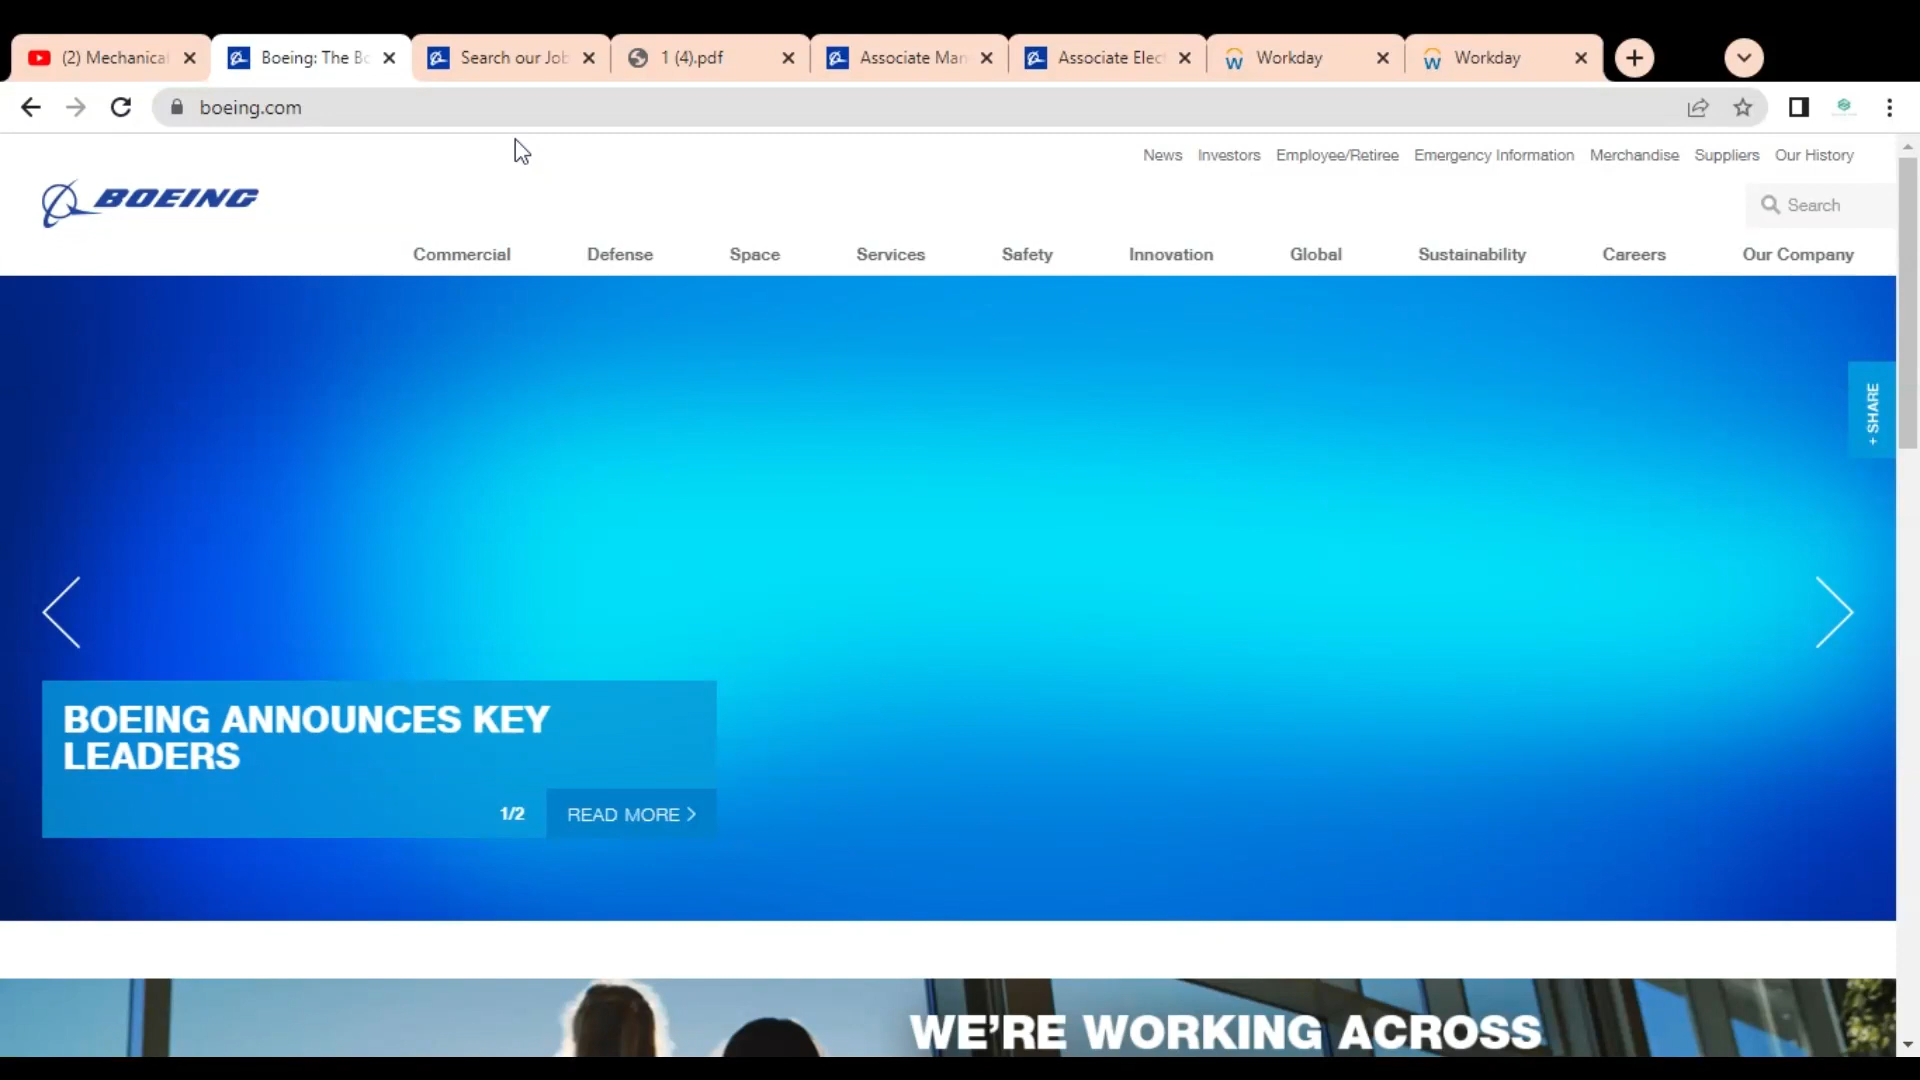 (2) Mechanica
Boeing: The Bo
Search our Job
1 (4).pdf
Associate Man
Associate Elec
Workday
Workday
boeing.com
News Investors Employee/Retiree Emergency Information Merchandise Suppliers Our History
BOEING
Search
Commercial Defense Space Services Safety Innovation Global Sustainability Careers Our Company
+ SHARE
BOEING ANNOUNCES KEY
LEADERS
1/2
READ MORE >
WE'RE WORKING ACROSS